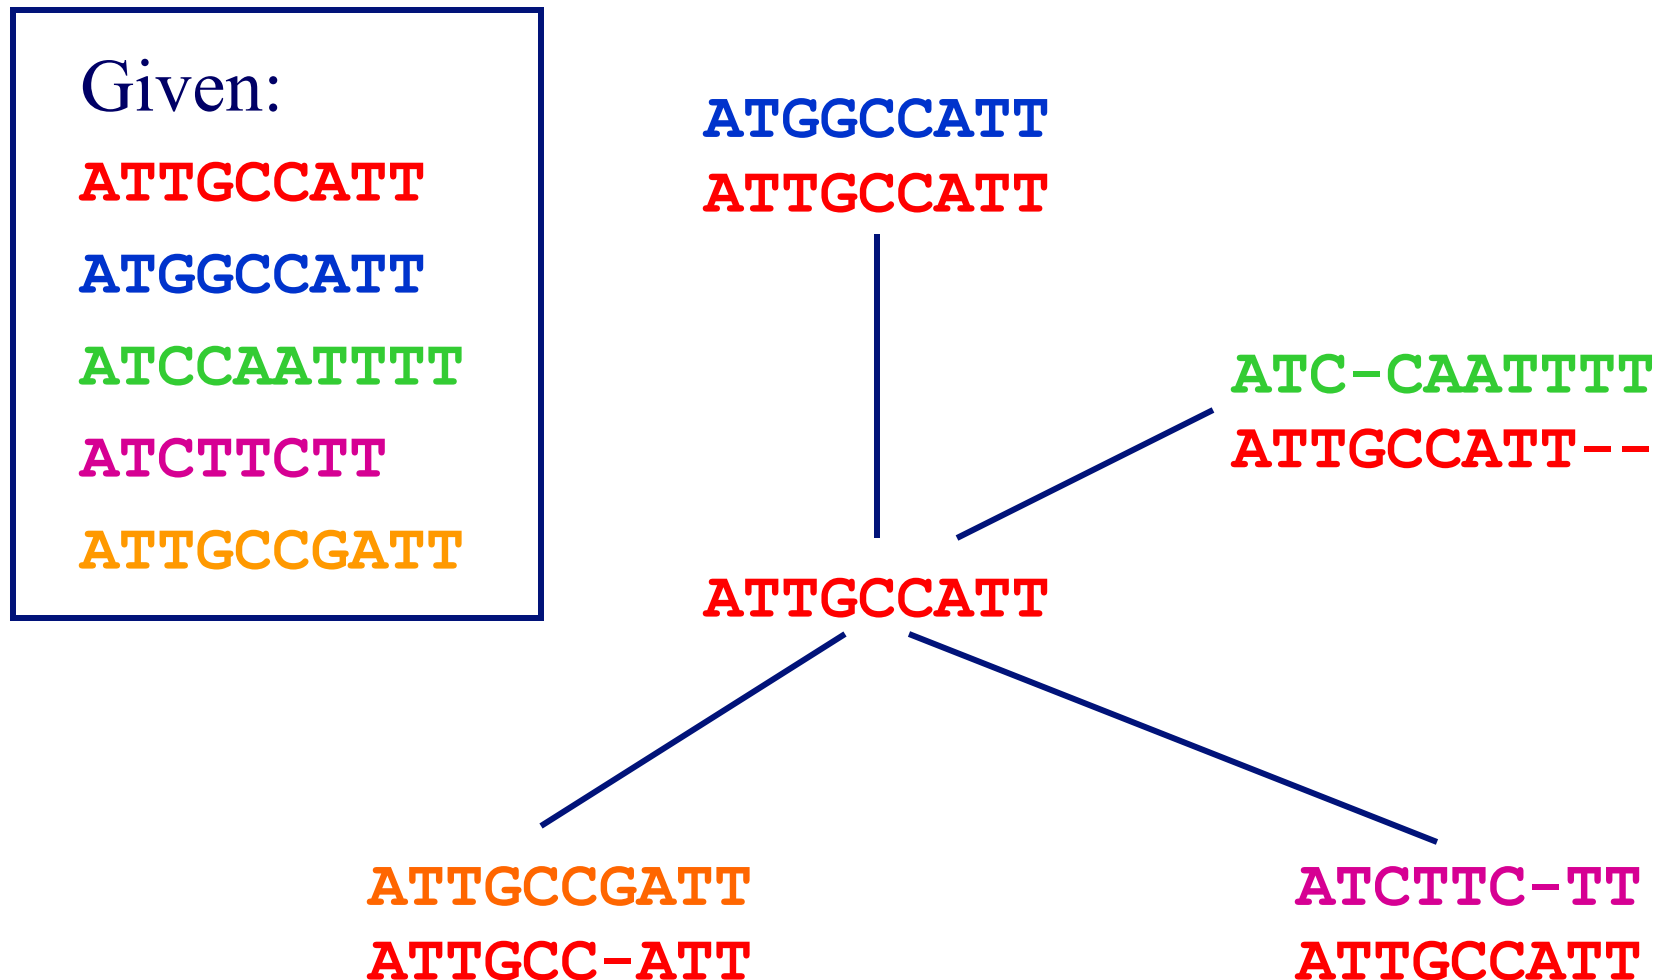 Given:
ATTGCCATT
ATGGCCATT
ATCCAATTTT
ATCTTCTT
ATTGCCGATT
ATGGCCATT
ATTGCCATT
ATC-CAATTTT
ATTGCCATT--
ATTGCCATT
ATTGCCGATT
ATTGCC-ATT
ATCTTC-TT
ATTGCCATT